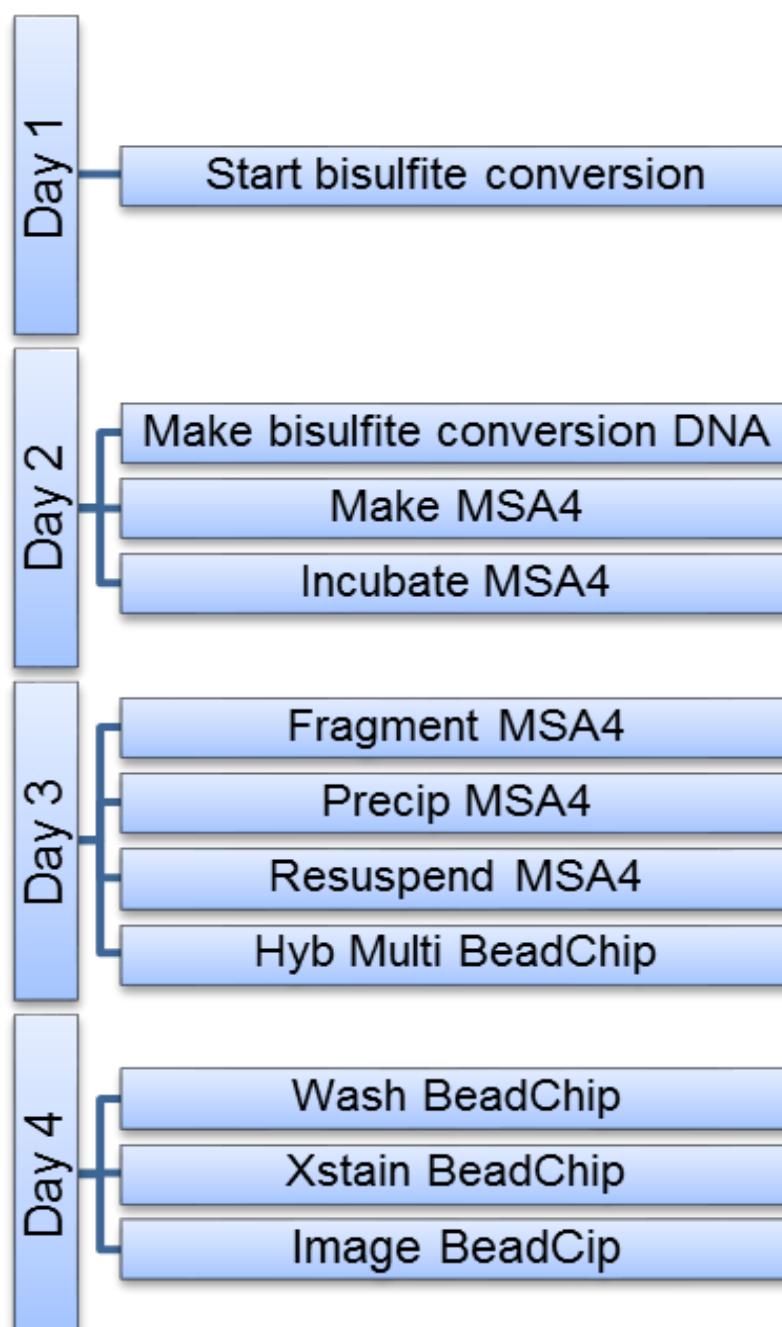 Day 1
Start bisulfite conversion
Day 2
Make bisulfite conversion DNA
Make MSA4
Incubate MSA4
Day 3
Fragment MSA4
Precip MSA4
Resuspend MSA4
Hyb Multi BeadChip
Day 4
Wash BeadChip
Xstain BeadChip
Image BeadCip